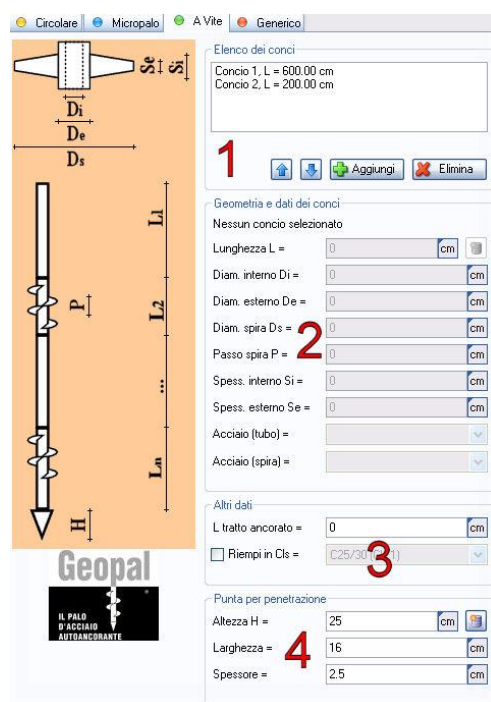 Circolare Micropalo A Vite Generico
Se Si
Di
De
Ds
L1
P L2
...
Ln
H
Geopal
IL PALO
D'ACCIAIO
AUTOANCORANTE
Elenco dei conci
Concio 1, L = 600.00 cm
Concio 2, L = 200.00 cm
1
Aggiungi Elimina
Geometria e dati dei conci
Nessun concio selezionato
Lunghezza L = 0 cm
Diam. interno Di = 0 cm
Diam. esterno De = 0 cm
Diam. spira Ds = 0 cm
2
Passo spira P = 0 cm
Spess. interno Si = 0 cm
Spess. esterno Se = 0 cm
Acciaio (tubo) =
Acciaio (spira) =
Altri dati
L tratto ancorato = 0 cm
Riempi in Cls = C25/30
3
Punta per penetrazione
Altezza H = 25 cm
4
Larghezza = 16 cm
Spessore = 2.5 cm